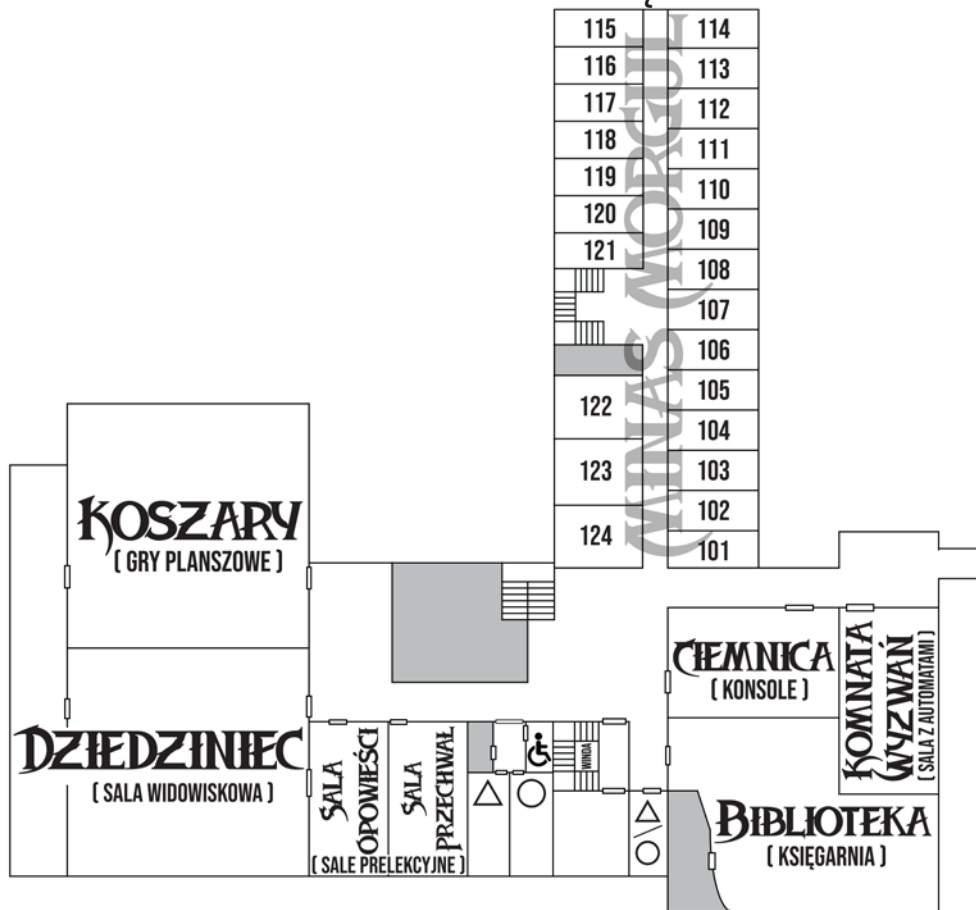 115
114
116
113
117
112
118
111
119
110
120
109
121
108
107
106
122
105
104
123
103
102
124
101
MINAS MORGUL
KOSZARY
( GRY PLANSZOWE )
DZIEDZINIEC
( SALA WIDOWISKOWA )
SALA
OPOWIEŚCI
SALA
PRZECHWAŁ
( SALE PRELEKCYJNE )
WINDA
CIEMNICA
( KONSOLE )
KOMNATA
WYZWAŃ
( SALA Z AUTOMATAMI )
BIBLIOTEKA
( KSIĘGARNIA )